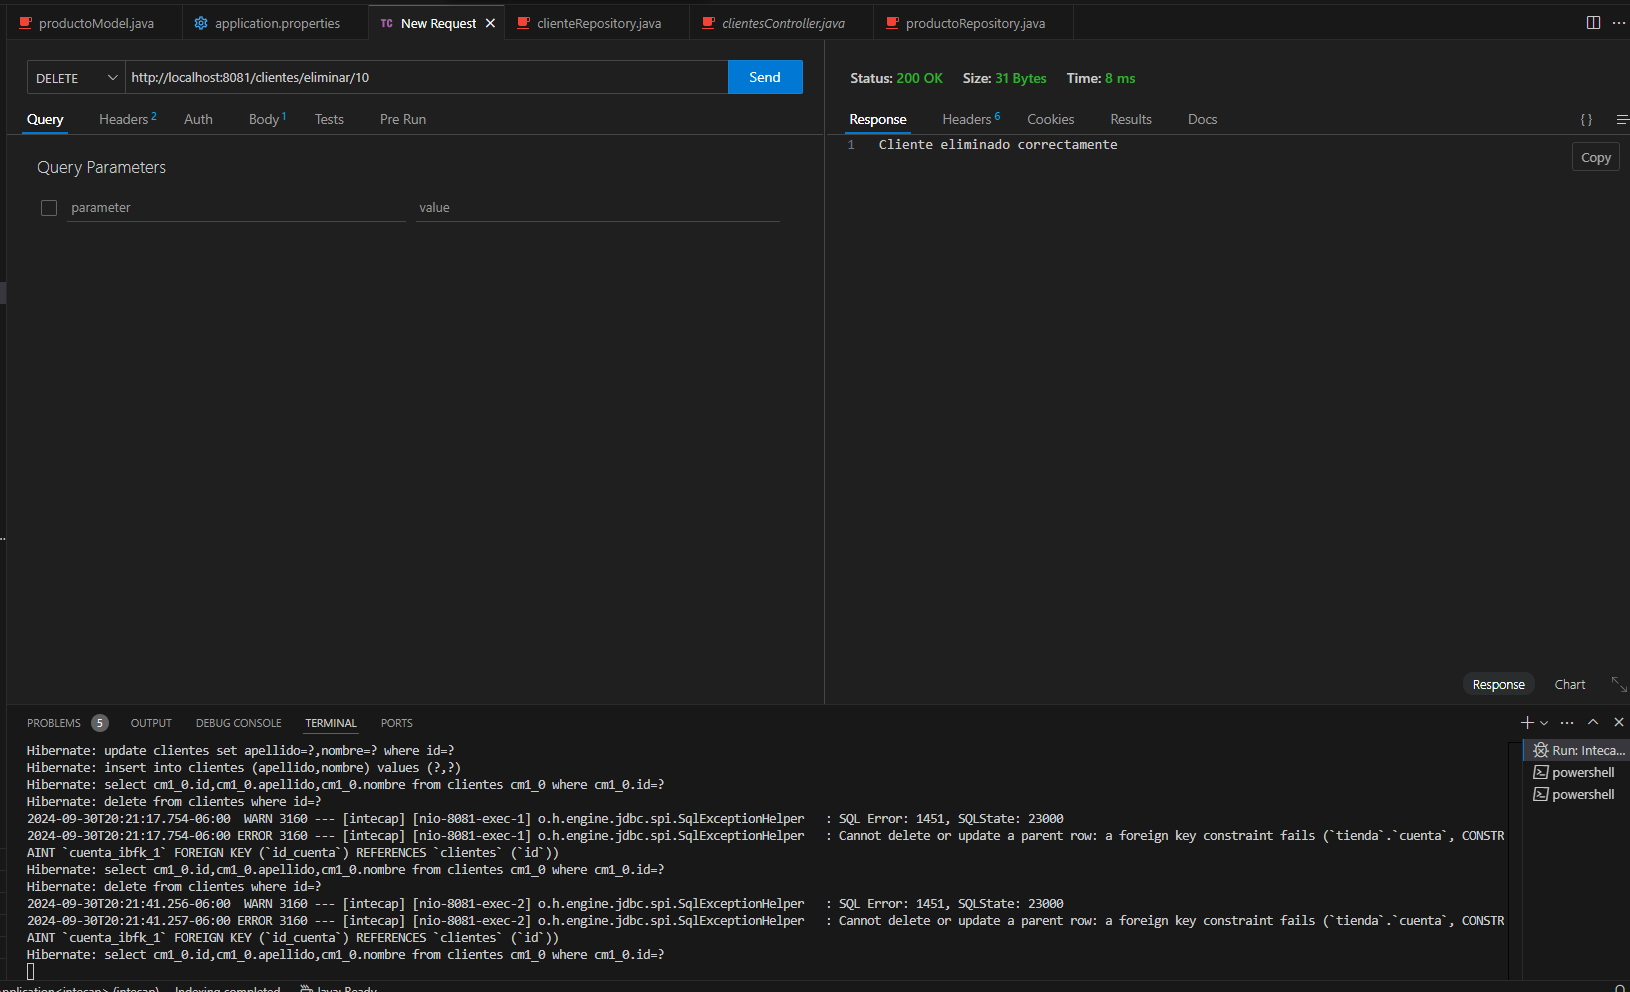 productoModel.java application.properties TC New Request clienteRepository.java clientesController.java productoRepository.java
DELETE http://localhost:8081/clientes/eliminar/10 Send
Query Headers 2 Auth Body 1 Tests Pre Run
Query Parameters
parameter value
Status: 200 OK Size: 31 Bytes Time: 8 ms
Response Headers 6 Cookies Results Docs { }
1 Cliente eliminado correctamente
Copy
Response Chart
PROBLEMS 5 OUTPUT DEBUG CONSOLE TERMINAL PORTS
Hibernate: update clientes set apellido=?,nombre=? where id=?
Hibernate: insert into clientes (apellido,nombre) values (?,?)
Hibernate: select cm1_0.id,cm1_0.apellido,cm1_0.nombre from clientes cm1_0 where cm1_0.id=?
Hibernate: delete from clientes where id=?
2024-09-30T20:21:17.754-06:00  WARN 3160 --- [intecap] [nio-8081-exec-1] o.h.engine.jdbc.spi.SqlExceptionHelper   : SQL Error: 1451, SQLState: 23000
2024-09-30T20:21:17.754-06:00 ERROR 3160 --- [intecap] [nio-8081-exec-1] o.h.engine.jdbc.spi.SqlExceptionHelper   : Cannot delete or update a parent row: a foreign key constraint fails (`tienda`.`cuenta`, CONSTR
AINT `cuenta_ibfk_1` FOREIGN KEY (`id_cuenta`) REFERENCES `clientes` (`id`))
Hibernate: select cm1_0.id,cm1_0.apellido,cm1_0.nombre from clientes cm1_0 where cm1_0.id=?
Hibernate: delete from clientes where id=?
2024-09-30T20:21:41.256-06:00  WARN 3160 --- [intecap] [nio-8081-exec-2] o.h.engine.jdbc.spi.SqlExceptionHelper   : SQL Error: 1451, SQLState: 23000
2024-09-30T20:21:41.257-06:00 ERROR 3160 --- [intecap] [nio-8081-exec-2] o.h.engine.jdbc.spi.SqlExceptionHelper   : Cannot delete or update a parent row: a foreign key constraint fails (`tienda`.`cuenta`, CONSTR
AINT `cuenta_ibfk_1` FOREIGN KEY (`id_cuenta`) REFERENCES `clientes` (`id`))
Hibernate: select cm1_0.id,cm1_0.apellido,cm1_0.nombre from clientes cm1_0 where cm1_0.id=?
Run: Inteca...
powershell
powershell
Indexing completed Java: Ready